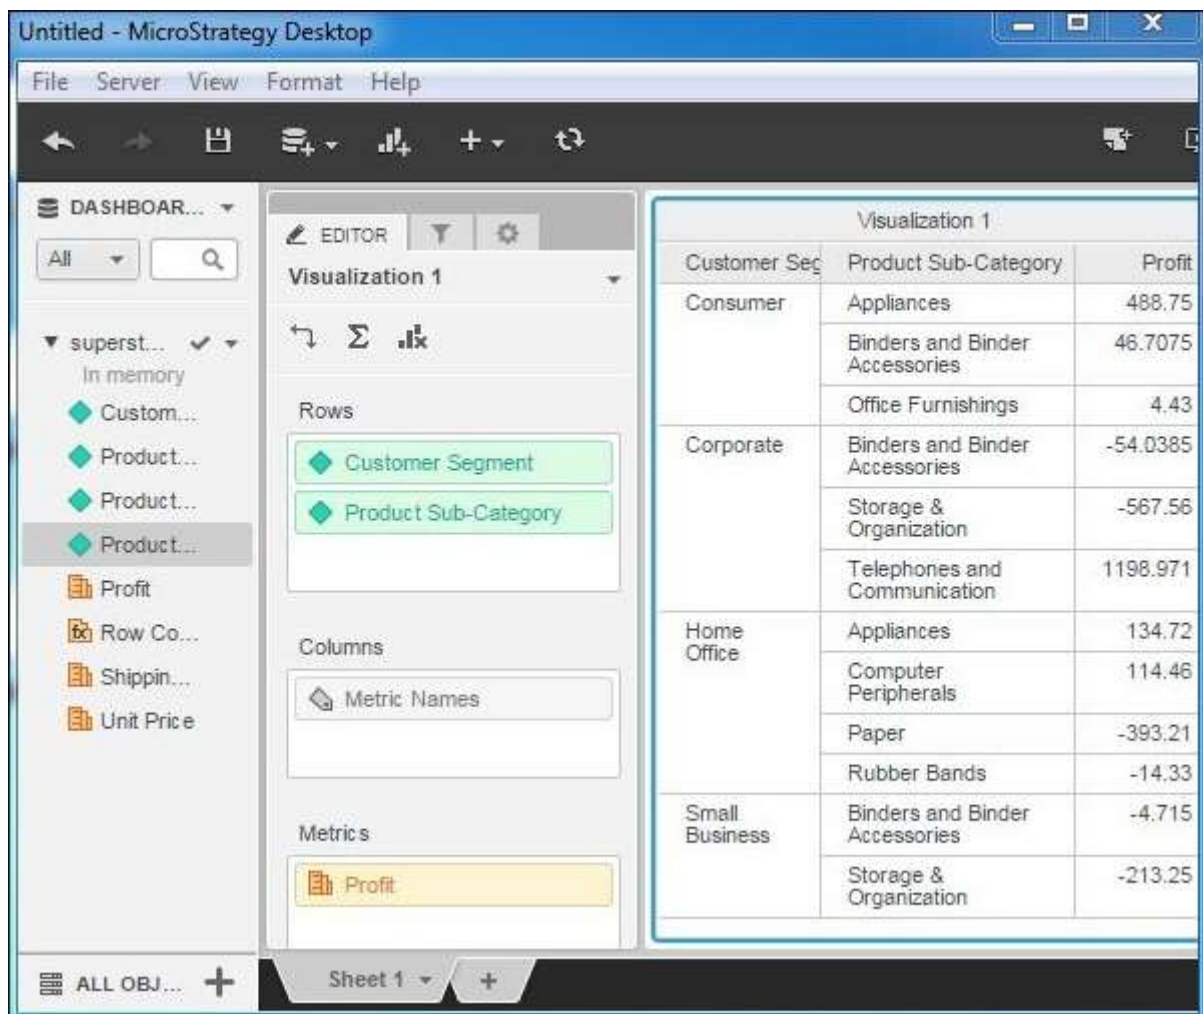 Untitled - MicroStrategy Desktop
File Server View Format Help
DASHBOAR...
All
superst...
In memory
Custom...
Product...
Product...
Product...
Profit
Row Co...
Shippin...
Unit Price
ALL OBJ...
EDITOR
Visualization 1
Rows
Customer Segment
Product Sub-Category
Columns
Metric Names
Metrics
Profit
Visualization 1
Customer Seg Product Sub-Category Profit
Consumer Appliances 488.75
Binders and Binder 46.7075
Accessories
Office Furnishings 4.43
Corporate Binders and Binder -54.0385
Accessories
Storage & -567.56
Organization
Telephones and 1198.971
Communication
Home Appliances 134.72
Office
Computer 114.46
Peripherals
Paper -393.21
Rubber Bands -14.33
Small Binders and Binder -4.715
Business Accessories
Storage & -213.25
Organization
Sheet 1